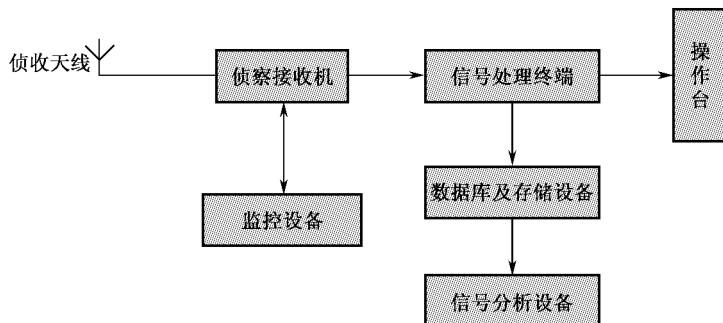 侦收天线
侦察接收机
信号处理终端
操作台
监控设备
数据库及存储设备
信号分析设备